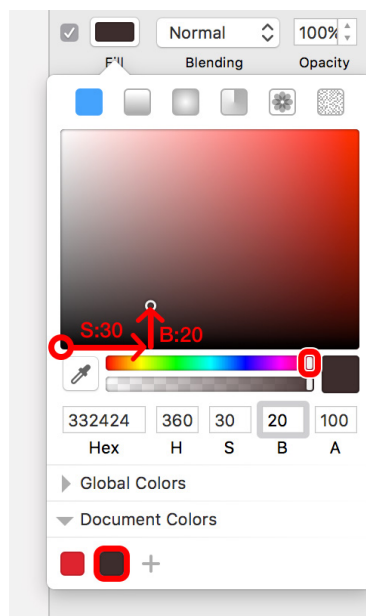 Normal 100%
Fill Blending Opacity
S:30 B:20
332424 360 30 20 100
Hex H S B A
Global Colors
Document Colors